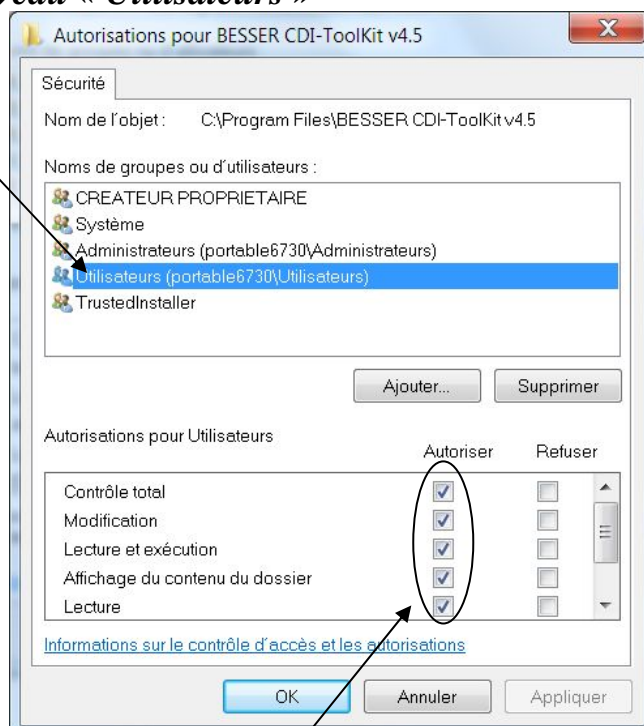 « Utilisateurs »
Autorisations pour BESSER CDI-ToolKit v4.5
Sécurité
Nom de l'objet : C:\Program Files\BESSER CDI-ToolKit v4.5
Noms de groupes ou d'utilisateurs :
CREATEUR PROPRIETAIRE
Système
Administrateurs (portable6730\Administrateurs)
Utilisateurs (portable6730\Utilisateurs)
TrustedInstaller
Ajouter... Supprimer
Autorisations pour Utilisateurs Autoriser Refuser
Contrôle total
Modification
Lecture et exécution
Affichage du contenu du dossier
Lecture
Informations sur le contrôle d'accès et les autorisations
OK Annuler Appliquer